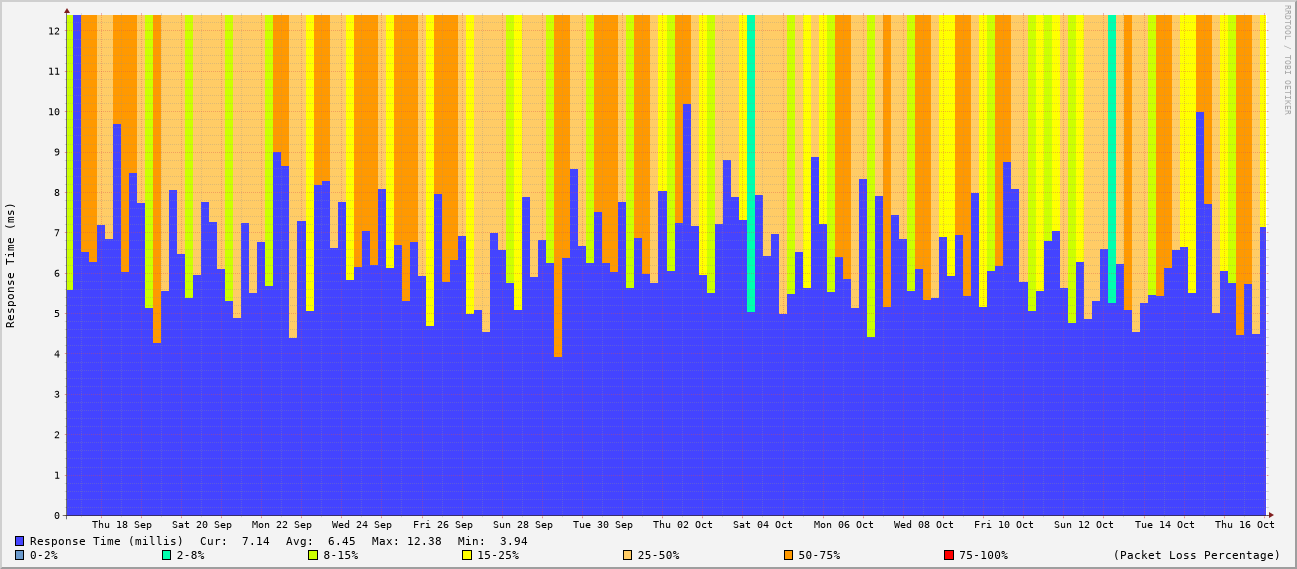 RRDTOOL / TOBI OETIKER
Response Time (ms)
12
11
10
9
8
7
6
5
4
3
2
1
0
Thu 18 Sep Sat 20 Sep Mon 22 Sep Wed 24 Sep Fri 26 Sep Sun 28 Sep Tue 30 Sep Thu 02 Oct Sat 04 Oct Mon 06 Oct Wed 08 Oct Fri 10 Oct Sun 12 Oct Tue 14 Oct Thu 16 Oct
Response Time (millis) Cur: 7.14 Avg: 6.45 Max: 12.38 Min: 3.94
0-2% 2-8% 8-15% 15-25% 25-50% 50-75% 75-100% (Packet Loss Percentage)